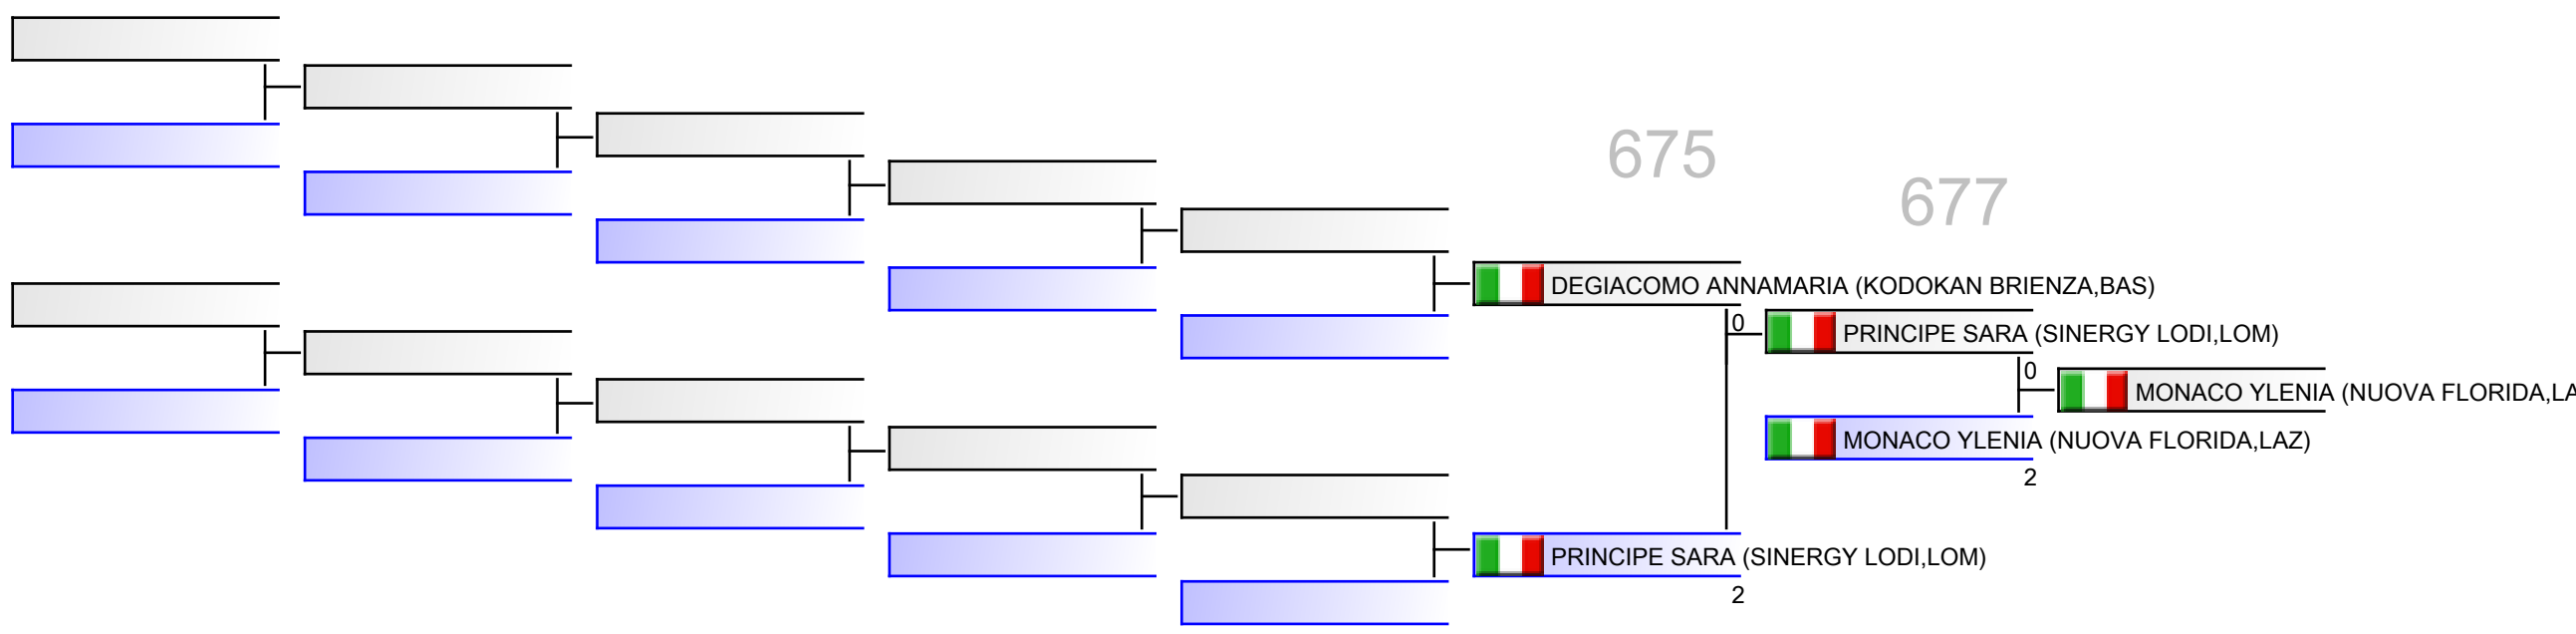 675
677
DEGIACOMO ANNAMARIA (KODOKAN BRIENZA,BAS)
0
PRINCIPE SARA (SINERGY LODI,LOM)
0
MONACO YLENIA (NUOVA FLORIDA,LA
MONACO YLENIA (NUOVA FLORIDA,LAZ)
2
PRINCIPE SARA (SINERGY LODI,LOM)
2